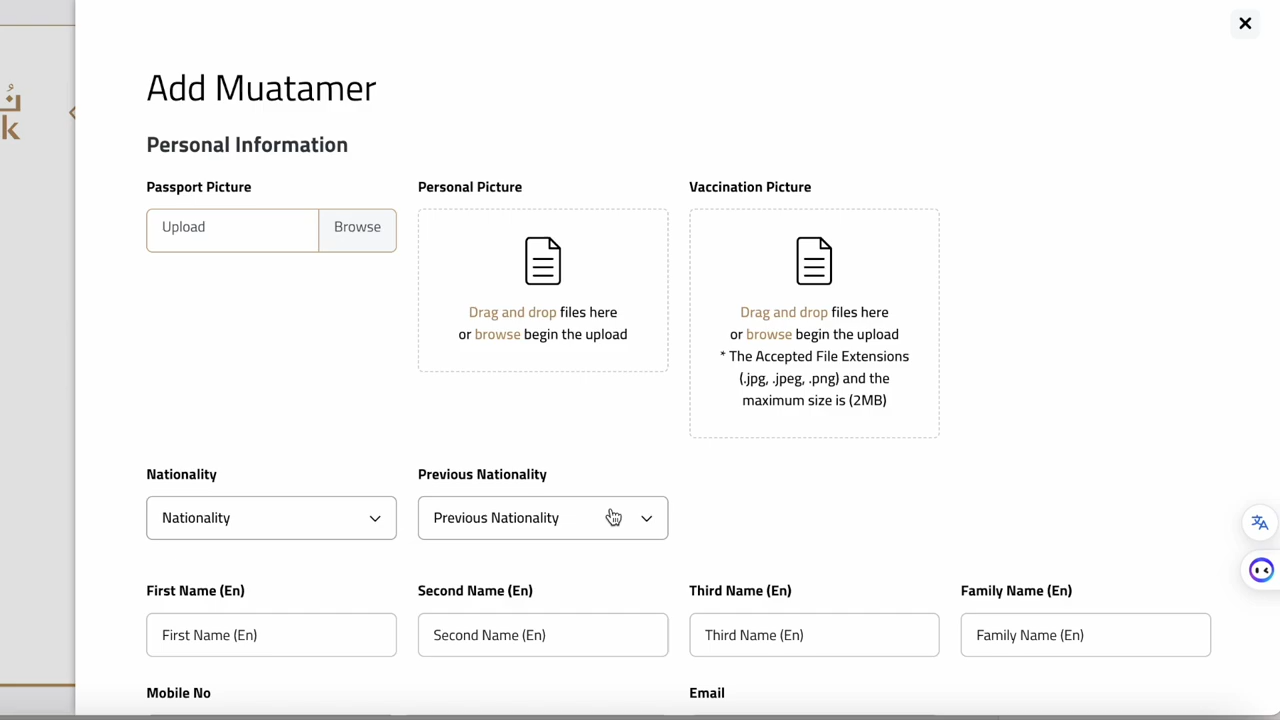 Add Muatamer
Personal Information
Passport Picture
Personal Picture
Vaccination Picture
Upload
Browse
Drag and drop files here
or browse begin the upload
Drag and drop files here
or browse begin the upload
* The Accepted File Extensions
(.jpg, .jpeg, .png) and the
maximum size is (2MB)
Nationality
Previous Nationality
Nationality
Previous Nationality
First Name (En)
Second Name (En)
Third Name (En)
Family Name (En)
First Name (En)
Second Name (En)
Third Name (En)
Family Name (En)
Mobile No
Email